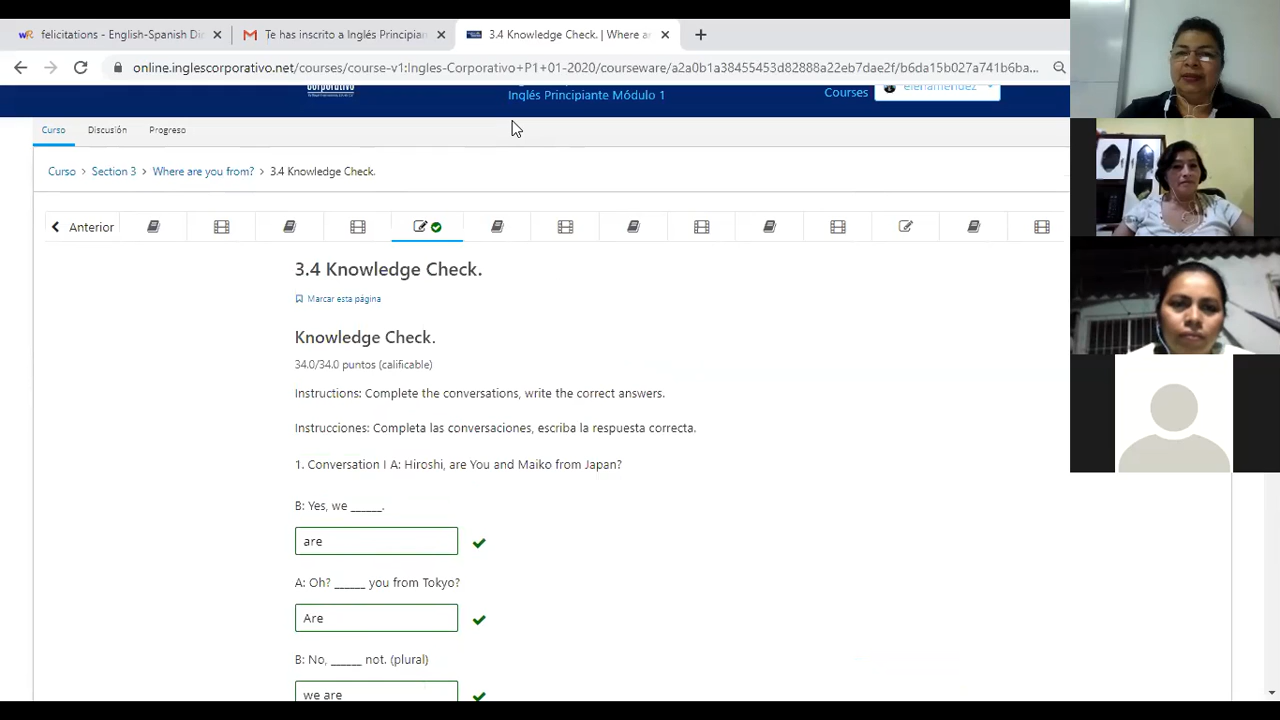 felicitations - English-Spanish Di
Te has inscrito a Inglés Principian
3.4 Knowledge Check. | Where a
online.inglescorporativo.net/courses/course-v1:Ingles-Corporativo+P1+01-2020/courseware/a2a0b1a38455453d82888a22eb7dae2f/b6da15b027a741b6ba...
corporativo
Inglés Principiante Módulo 1
Courses
elenamendez
Curso
Discusión
Progreso
Curso > Section 3 > Where are you from? > 3.4 Knowledge Check.
Anterior
3.4 Knowledge Check.
Marcar esta página
Knowledge Check.
34.0/34.0 puntos (calificable)
Instructions: Complete the conversations, write the correct answers.
Instrucciones: Completa las conversaciones, escriba la respuesta correcta.
1. Conversation I A: Hiroshi, are You and Maiko from Japan?
B: Yes, we ______.
are
A: Oh? ______ you from Tokyo?
Are
B: No, ______ not. (plural)
we are